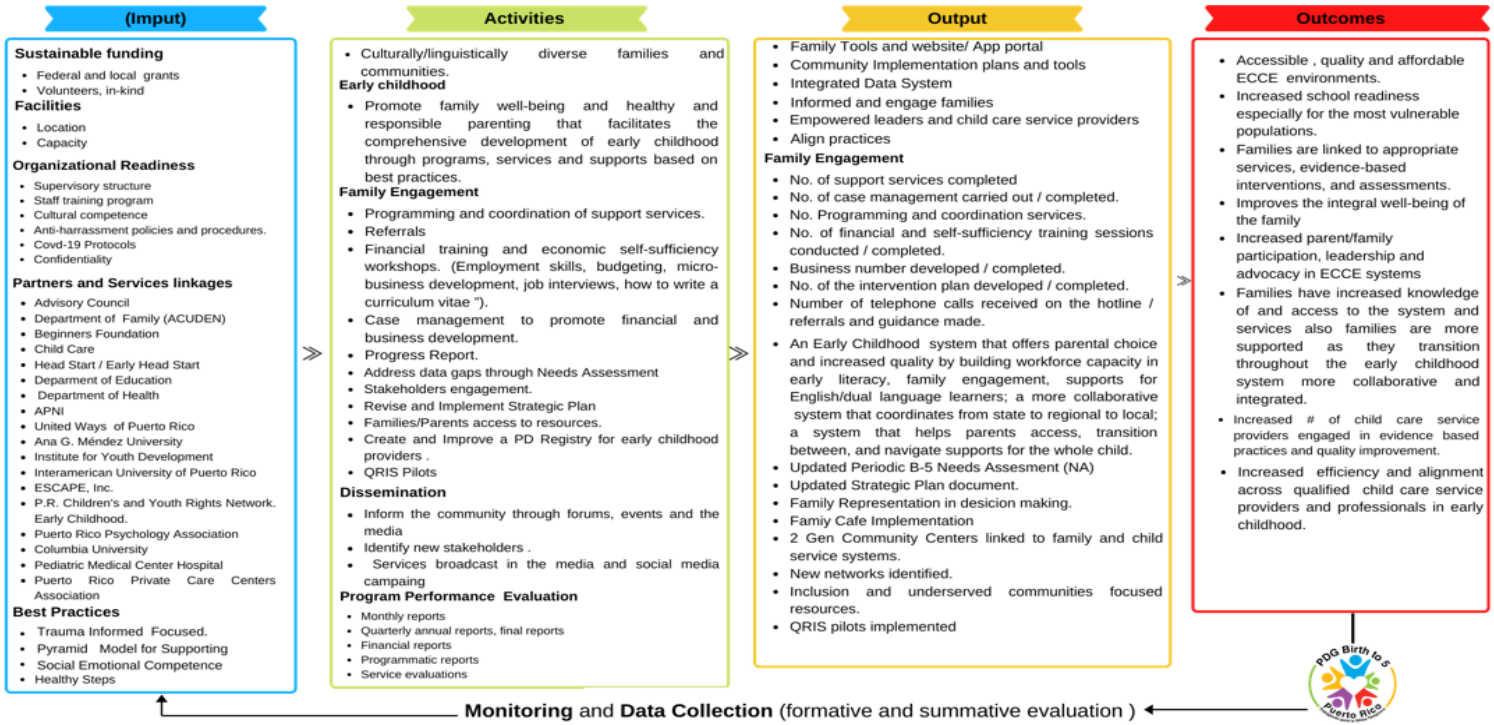 (Imput)
Sustainable funding
• Federal and local grants
• Volunteers, in-kind
Facilities
• Location
• Capacity
Organizational Readiness
• Supervisory structure
• Staff training program
• Cultural competence
• Anti-harrassment policies and procedures.
• Covd-19 Protocols
• Confidentiality
Partners and Services linkages
• Advisory Council
• Department of Family (ACUDEN)
• Beginners Foundation
• Child Care
• Head Start / Early Head Start
• Deparment of Education
• Department of Health
• APNI
• United Ways of Puerto Rico
• Ana G. Méndez University
• Institute for Youth Development
• Interamerican University of Puerto Rico
• ESCAPE, Inc.
• P.R. Children's and Youth Rights Network.
Early Childhood.
• Puerto Rico Psychology Association
• Columbia University
• Pediatric Medical Center Hospital
• Puerto Rico Private Care Centers
Association
Best Practices
• Trauma Informed Focused.
• Pyramid Model for Supporting
• Social Emotional Competence
• Healthy Steps
Activities
• Culturally/linguistically diverse families and
communities.
Early childhood
• Promote family well-being and healthy and
responsible parenting that facilitates the
comprehensive development of early childhood
through programs, services and supports based on
best practices.
Family Engagement
• Programming and coordination of support services.
• Referrals
• Financial training and economic self-sufficiency
workshops. (Employment skills, budgeting, micro-
business development, job interviews, how to write a
curriculum vitae ").
• Case management to promote financial and
business development.
• Progress Report.
• Address data gaps through Needs Assessment
• Stakeholders engagement.
• Revise and Implement Strategic Plan
• Families/Parents access to resources.
• Create and Improve a PD Registry for early childhood
providers .
• QRIS Pilots
Dissemination
• Inform the community through forums, events and the
media
• Identify new stakeholders .
• Services broadcast in the media and social media
campaing
Program Performance Evaluation
• Monthly reports
• Quarterly annual reports, final reports
• Financial reports
• Programmatic reports
• Service evaluations
Output
• Family Tools and website/ App portal
• Community Implementation plans and tools
• Integrated Data System
• Informed and engage families
• Empowered leaders and child care service providers
• Align practices
Family Engagement
• No. of support services completed
• No. of case management carried out / completed.
• No. Programming and coordination services.
• No. of financial and self-sufficiency training sessions
conducted / completed.
• Business number developed / completed.
• No. of the intervention plan developed / completed.
• Number of telephone calls received on the hotline /
referrals and guidance made.
• An Early Childhood system that offers parental choice
and increased quality by building workforce capacity in
early literacy, family engagement, supports for
English/dual language learners; a more collaborative
system that coordinates from state to regional to local;
a system that helps parents access, transition
between, and navigate supports for the whole child.
• Updated Periodic B-5 Needs Assesment (NA)
• Updated Strategic Plan document.
• Family Representation in desicion making.
• Famiy Cafe Implementation
• 2 Gen Community Centers linked to family and child
service systems.
• New networks identified.
• Inclusion and underserved communities focused
resources.
• QRIS pilots implemented
Outcomes
• Accessible , quality and affordable
ECCE environments.
• Increased school readiness
especially for the most vulnerable
populations.
• Families are linked to appropriate
services, evidence-based
interventions, and assessments.
• Improves the integral well-being of
the family
• Increased parent/family
participation, leadership and
advocacy in ECCE systems
• Families have increased knowledge
of and access to the system and
services also families are more
supported as they transition
throughout the early childhood
system more collaborative and
integrated.
• Increased # of child care service
providers engaged in evidence based
practices and quality improvement.
• Increased efficiency and alignment
across qualified child care service
providers and professionals in early
childhood.
PDG Birth to 5
Puerto Rico
Monitoring and Data Collection (formative and summative evaluation )